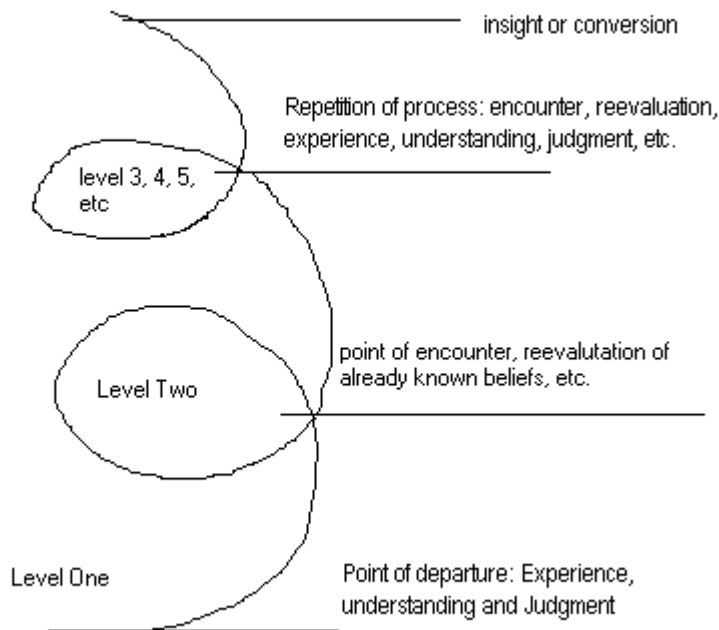 insight or conversion
Repetition of process: encounter, reevaluation,
experience, understanding, judgment, etc.
level 3, 4, 5,
etc
point of encounter, reevalutation of
already known beliefs, etc.
Level Two
Level One
Point of departure: Experience,
understanding and Judgment